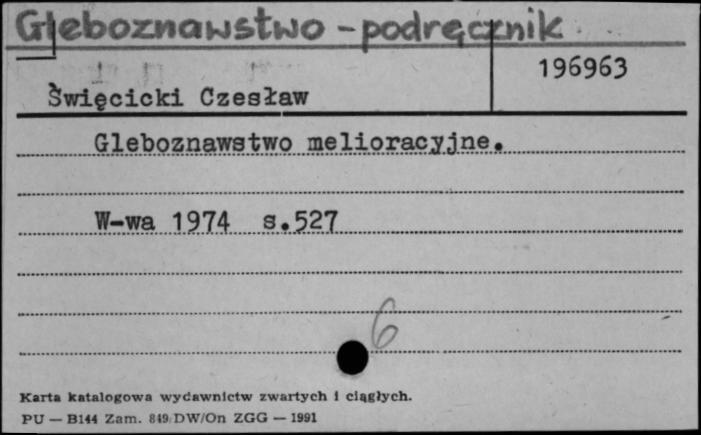 Gleboznawstwo - podręcznik
196963
Święcicki Czesław
Gleboznawstwo melioracyjne.
W-wa 1974 s.527
6
Karta katalogowa wydawnictw zwartych i ciągłych.
PU — B144 Zam. 849/DW/On ZGG — 1991